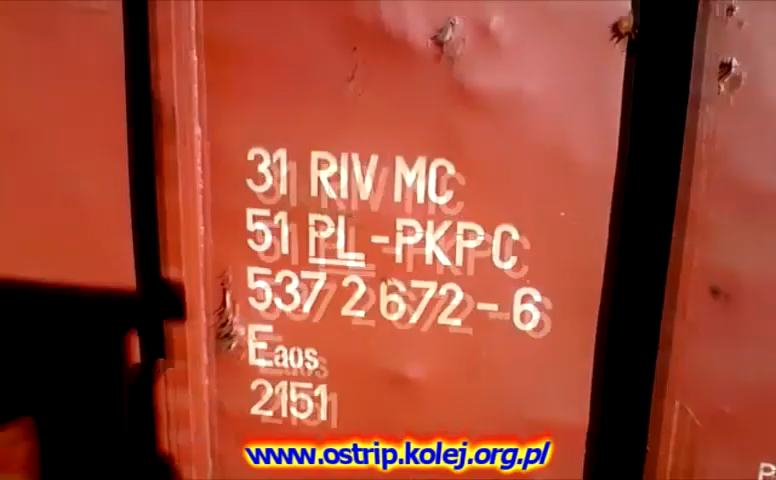 31 RIV MC
51 PL-PKPC
537 2 672-6
Eaos
2151
www.ostrip.kolej.org.pl
P